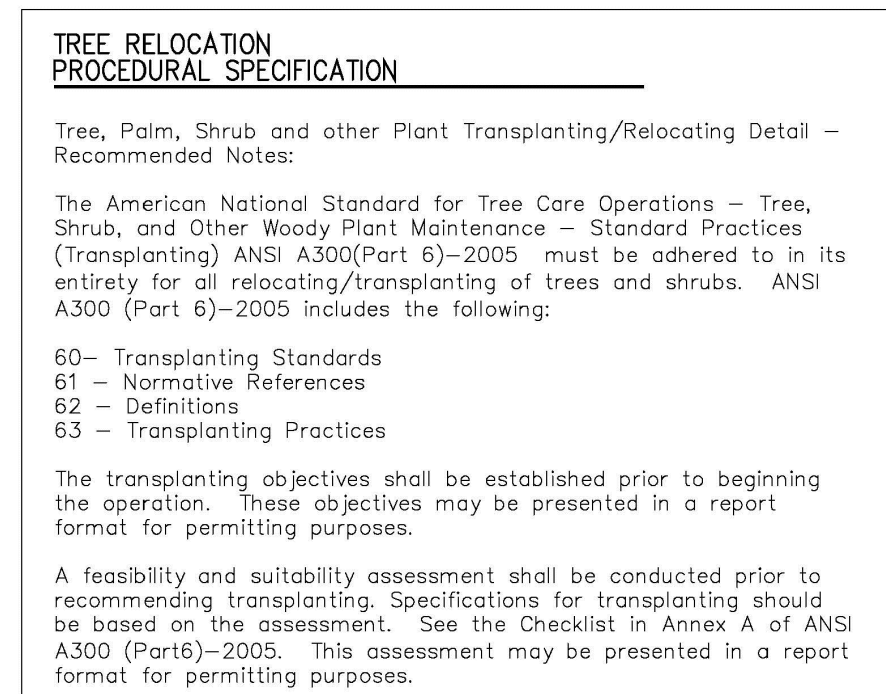 TREE RELOCATION
PROCEDURAL SPECIFICATION
Tree, Palm, Shrub and other Plant Transplanting/Relocating Detail –
Recommended Notes:
The American National Standard for Tree Care Operations – Tree,
Shrub, and Other Woody Plant Maintenance – Standard Practices
(Transplanting) ANSI A300(Part 6)–2005  must be adhered to in its
entirety for all relocating/transplanting of trees and shrubs.  ANSI
A300 (Part 6)–2005 includes the following:
60– Transplanting Standards
61 – Normative References
62 – Definitions
63 – Transplanting Practices
The transplanting objectives shall be established prior to beginning
the operation.  These objectives may be presented in a report
format for permitting purposes.
A feasibility and suitability assessment shall be conducted prior to
recommending transplanting. Specifications for transplanting should
be based on the assessment.  See the Checklist in Annex A of ANSI
A300 (Part6)–2005.  This assessment may be presented in a report
format for permitting purposes.